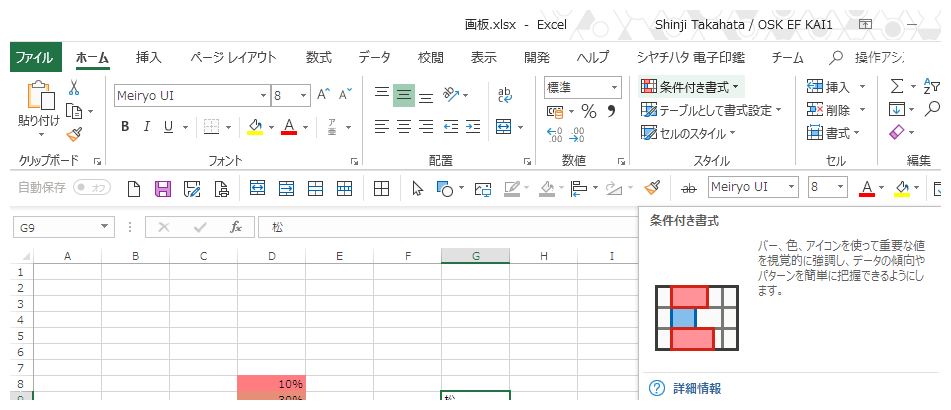 画板.xlsx - Excel
Shinji Takahata / OSK EF KAI1
ファイル ホーム 挿入 ページ レイアウト 数式 データ 校閲 表示 開発 ヘルプ シヤチハタ 電子印鑑 チーム 操作アシ
貼り付け
クリップボード
Meiryo UI 8 A A
B I U A ア 亜
フォント
ab c
配置
標準
% ,
.00 .0
数値
条件付き書式
テーブルとして書式設定
セルのスタイル
スタイル
挿入
削除
書式
セル
Σ
編集
自動保存 オフ
ab Meiryo UI 8 A
G9 fx 松
A B C D E F G H I
1
2
3
4
5
6
7
8 10%
9 30% 松
条件付き書式
バー、色、アイコンを使って重要な値
を視覚的に強調し、データの傾向や
パターンを簡単に把握できるようにし
ます。
詳細情報